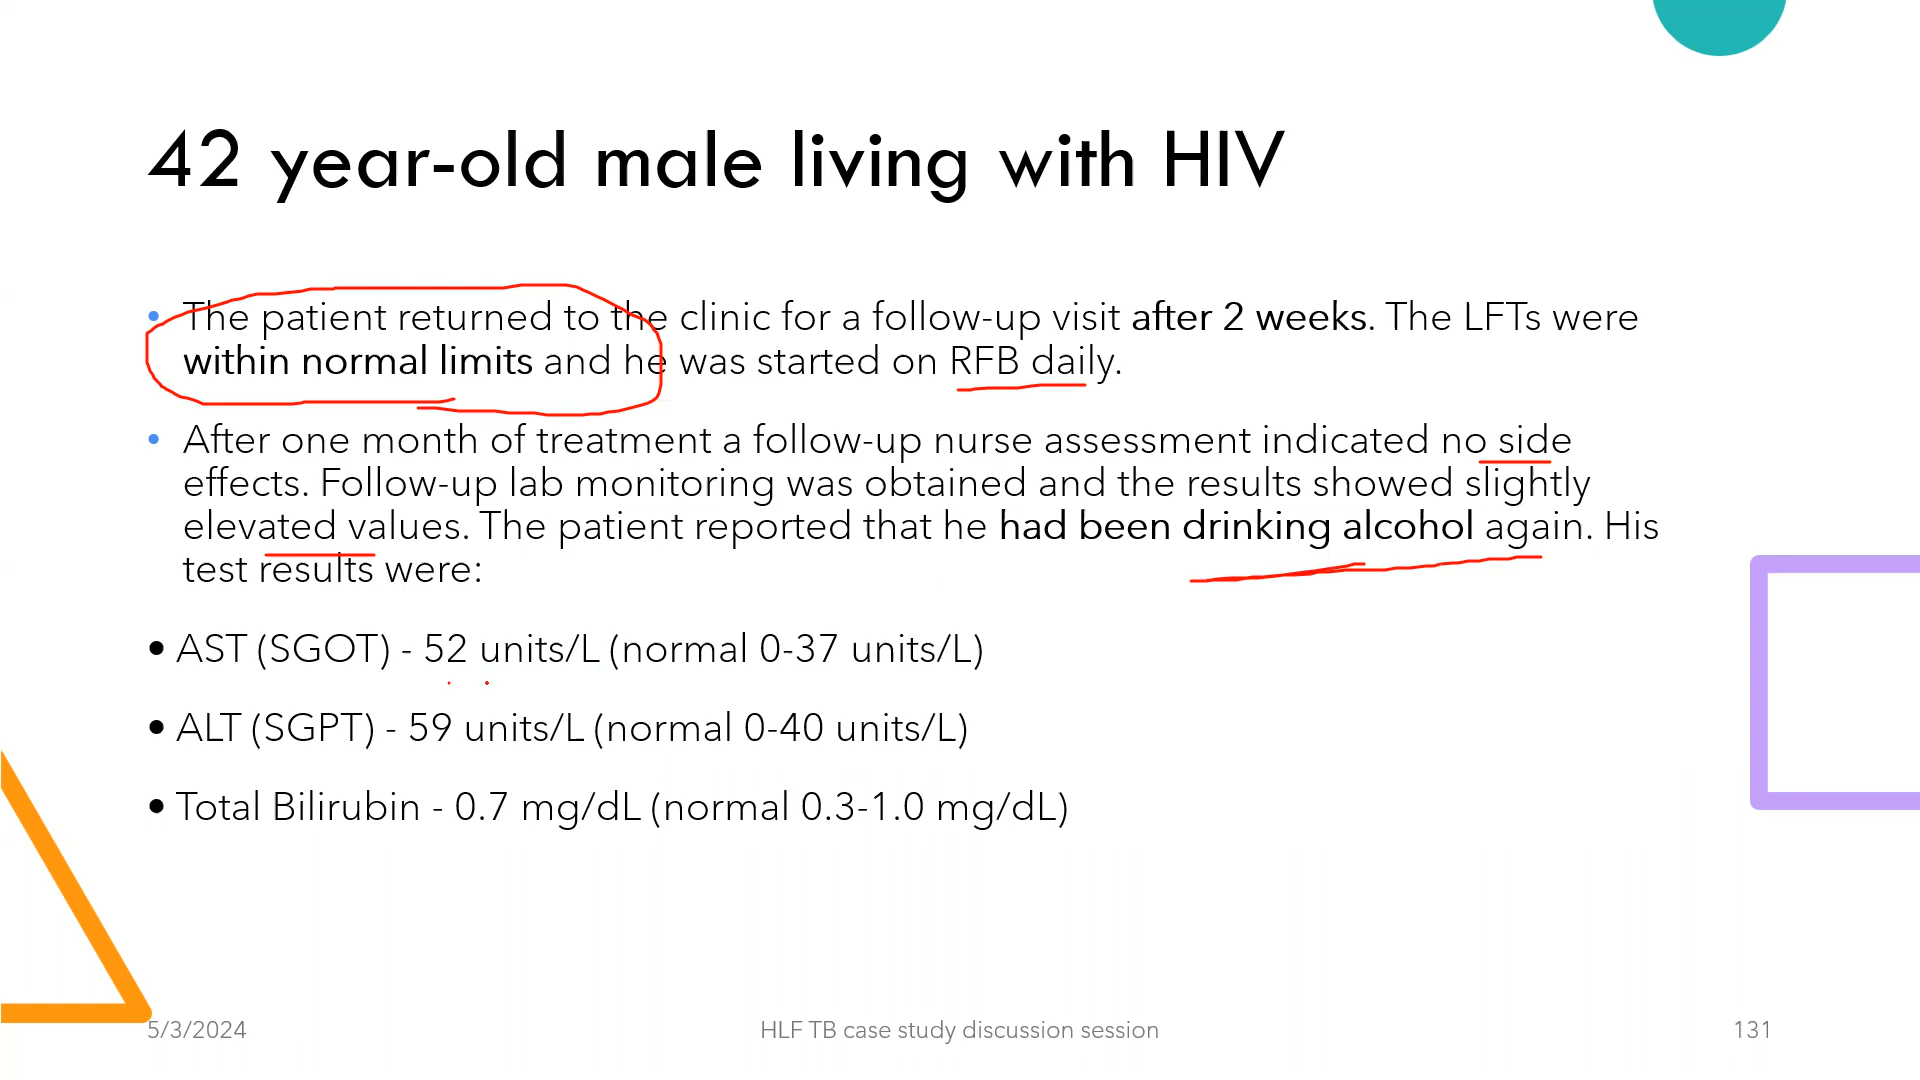 42 year-old male living with HIV
• The patient returned to the clinic for a follow-up visit after 2 weeks. The LFTs were
within normal limits and he was started on RFB daily.
• After one month of treatment a follow-up nurse assessment indicated no side
effects. Follow-up lab monitoring was obtained and the results showed slightly
elevated values. The patient reported that he had been drinking alcohol again. His
test results were:
• AST (SGOT) - 52 units/L (normal 0-37 units/L)
• ALT (SGPT) - 59 units/L (normal 0-40 units/L)
• Total Bilirubin - 0.7 mg/dL (normal 0.3-1.0 mg/dL)
5/3/2024 HLF TB case study discussion session 131